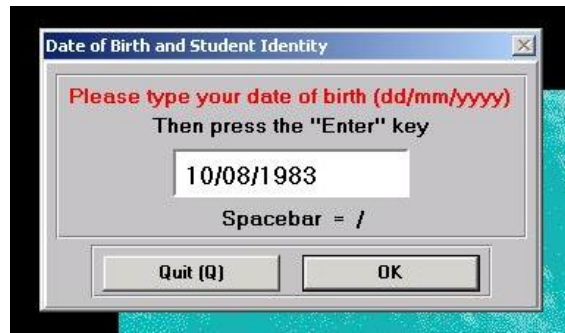 Date of Birth and Student Identity
Please type your date of birth (dd/mm/yyyy)
Then press the "Enter" key
10/08/1983
Spacebar = /
Quit (Q) OK